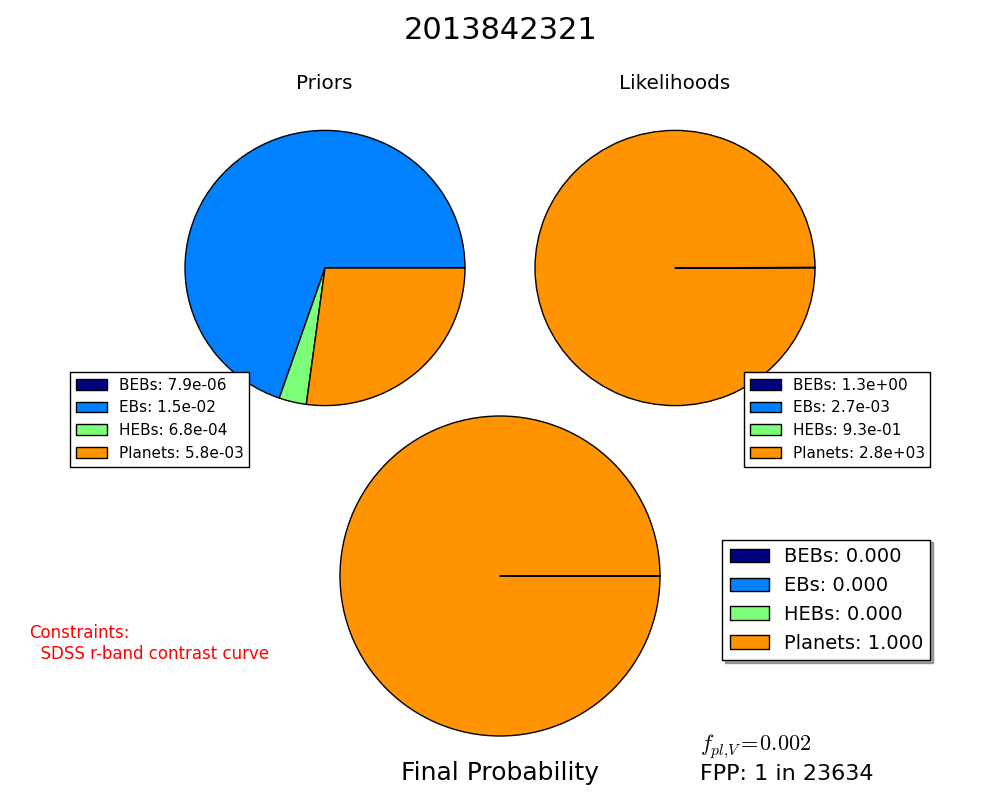 2013842321
Priors
Likelihoods
BEBs: 7.9e-06
EBs: 1.5e-02
HEBs: 6.8e-04
Planets: 5.8e-03
BEBs: 1.3e+00
EBs: 2.7e-03
HEBs: 9.3e-01
Planets: 2.8e+03
BEBs: 0.000
EBs: 0.000
HEBs: 0.000
Planets: 1.000
Constraints:
SDSS r-band contrast curve
f_{pl,V}=0.002
Final Probability
FPP: 1 in 23634